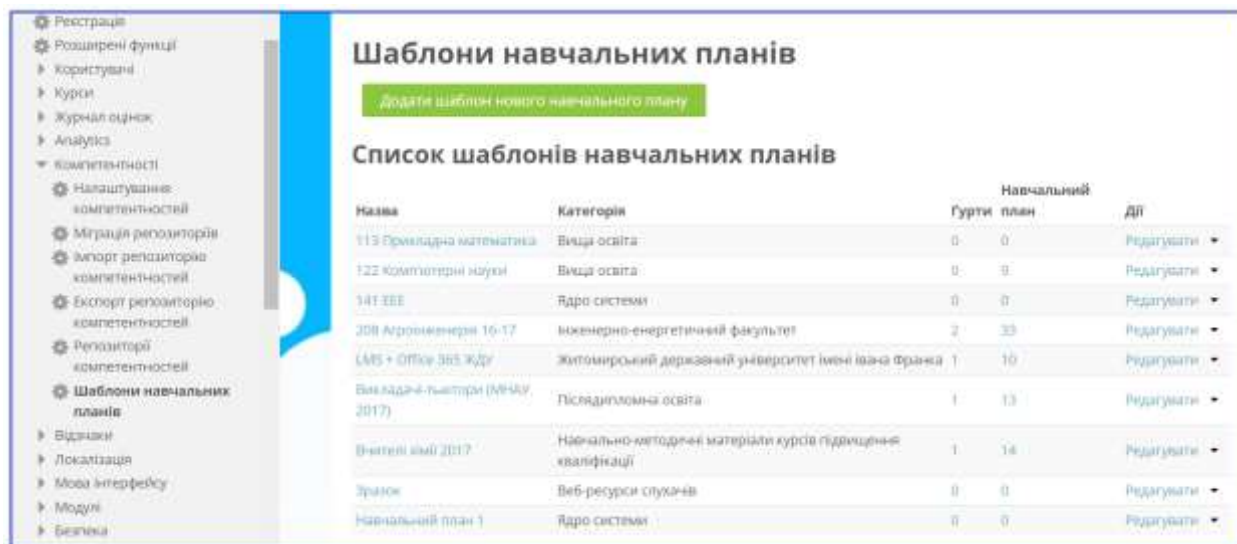 Реєстрація
Розширені функції
Користувачі
Курси
Журнал оцінок
Analytics
Компетентності
Налаштування
компетентностей
Міграція репозиторіїв
Імпорт репозиторію
компетентностей
Експорт репозиторію
компетентностей
Репозиторії
компетентностей
Шаблони навчальних
планів
Відзнаки
Локалізація
Мова інтерфейсу
Модулі
Безпека
Шаблони навчальних планів
Додати шаблон нового навчального плану
Список шаблонів навчальних планів
Навчальний
Назва Категорія Гурти план Дії
113 Прикладна математика Вища освіта 0 0 Редагувати
122 Комп'ютерні науки Вища освіта 0 9 Редагувати
141 ЕЕЕ Ядро системи 0 0 Редагувати
208 Агроінженерія 16-17 Інженерно-енергетичний факультет 2 33 Редагувати
LMS + Office 365 ЖДУ Житомирський державний університет імені Івана Франка 1 10 Редагувати
Викладачі-тьютори (МНАУ,
2017) Післядипломна освіта 1 13 Редагувати
Вчителі хімії 2017 Навчально-методичні матеріали курсів підвищення
кваліфікації 1 14 Редагувати
Зразок Веб-ресурси слухачів 0 0 Редагувати
Навчальний план 1 Ядро системи 0 0 Редагувати